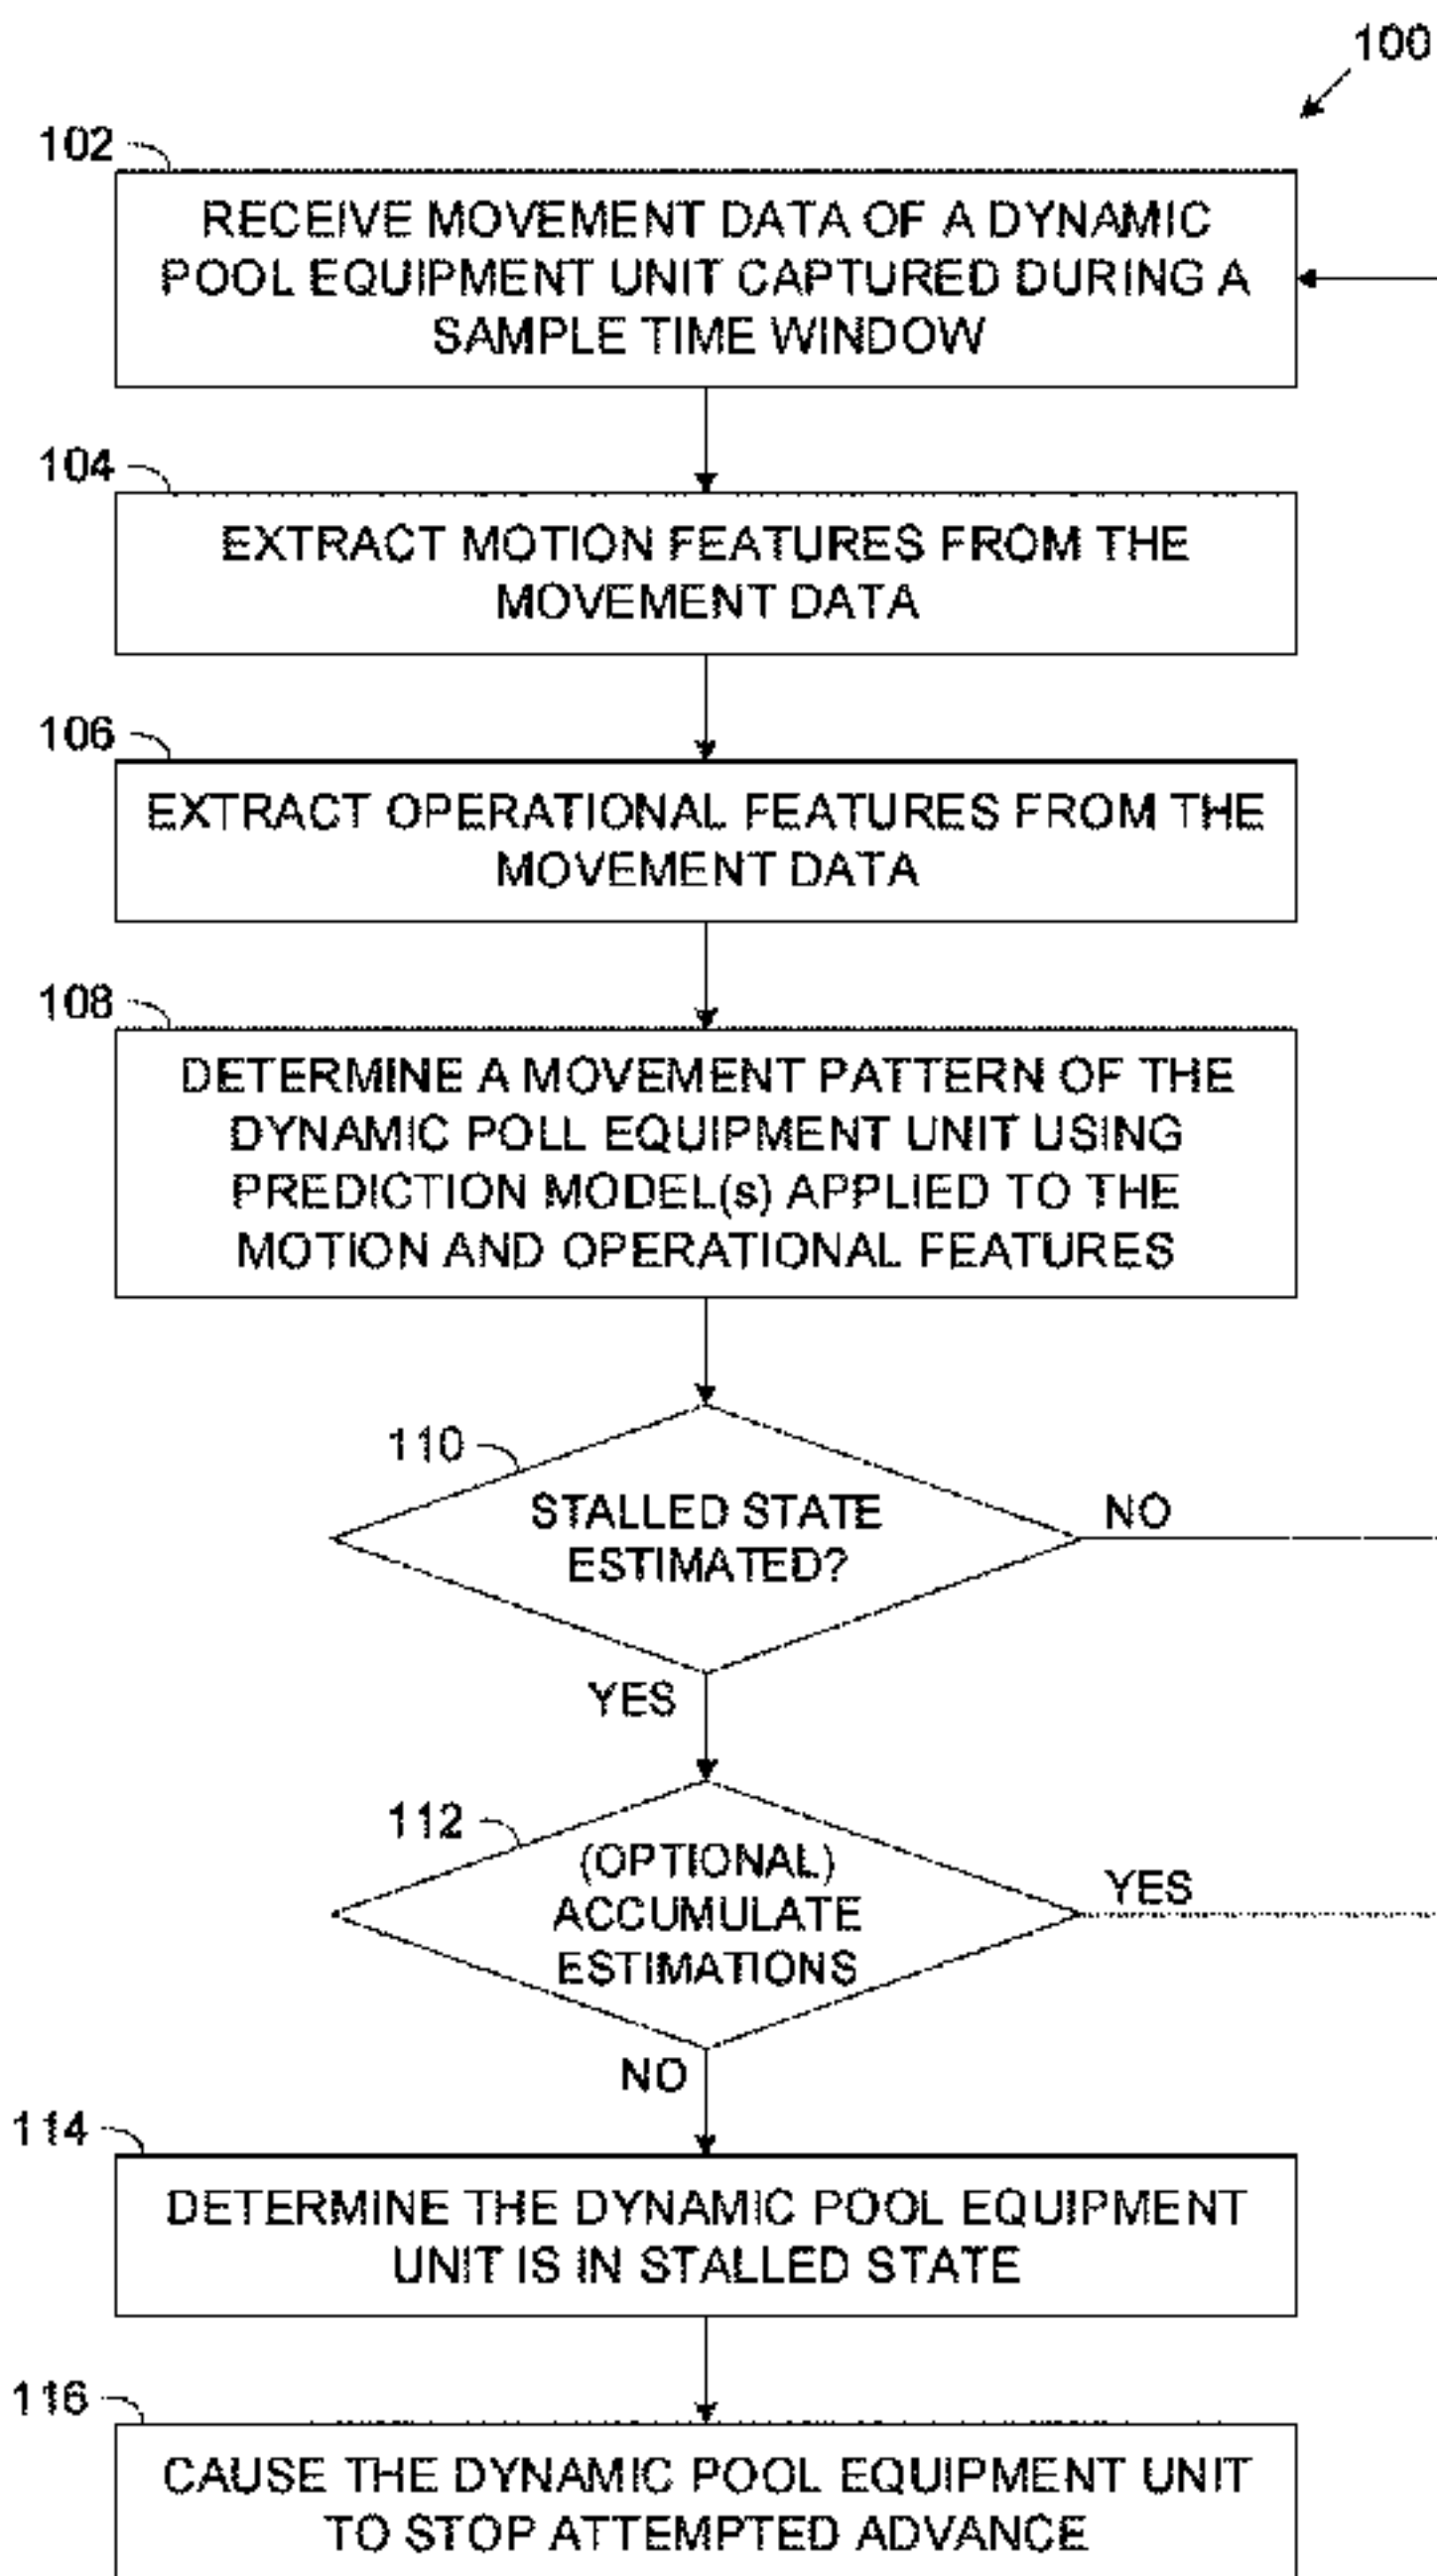 100
102
RECEIVE MOVEMENT DATA OF A DYNAMIC
POOL EQUIPMENT UNIT CAPTURED DURING A
SAMPLE TIME WINDOW
104
EXTRACT MOTION FEATURES FROM THE
MOVEMENT DATA
106
EXTRACT OPERATIONAL FEATURES FROM THE
MOVEMENT DATA
108
DETERMINE A MOVEMENT PATTERN OF THE
DYNAMIC POLL EQUIPMENT UNIT USING
PREDICTION MODEL(s) APPLIED TO THE
MOTION AND OPERATIONAL FEATURES
110
STALLED STATE
ESTIMATED?
NO
YES
112
(OPTIONAL)
ACCUMULATE
ESTIMATIONS
YES
NO
114
DETERMINE THE DYNAMIC POOL EQUIPMENT
UNIT IS IN STALLED STATE
116
CAUSE THE DYNAMIC POOL EQUIPMENT UNIT
TO STOP ATTEMPTED ADVANCE